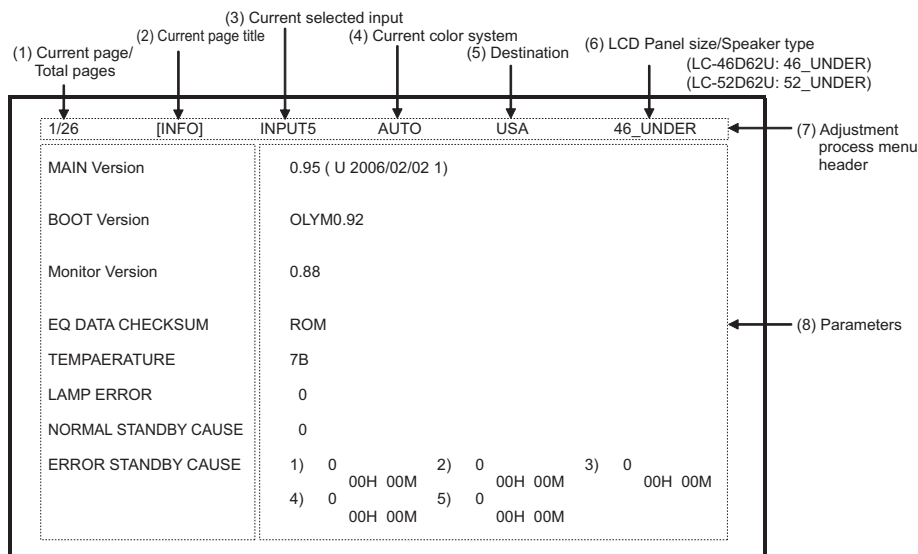 (3) Current selected input
(2) Current page title
(4) Current color system
(1) Current page/
Total pages
(5) Destination
(6) LCD Panel size/Speaker type
(LC-46D62U: 46_UNDER)
(LC-52D62U: 52_UNDER)
1/26 [INFO] INPUT5 AUTO USA 46_UNDER
(7) Adjustment
process menu
header
MAIN Version 0.95 ( U 2006/02/02 1)
BOOT Version OLYM0.92
Monitor Version 0.88
EQ DATA CHECKSUM ROM
(8) Parameters
TEMPAERATURE 7B
LAMP ERROR 0
NORMAL STANDBY CAUSE 0
ERROR STANDBY CAUSE 1) 0 2) 0 3) 0
00H 00M 00H 00M 00H 00M
4) 0 5) 0
00H 00M 00H 00M